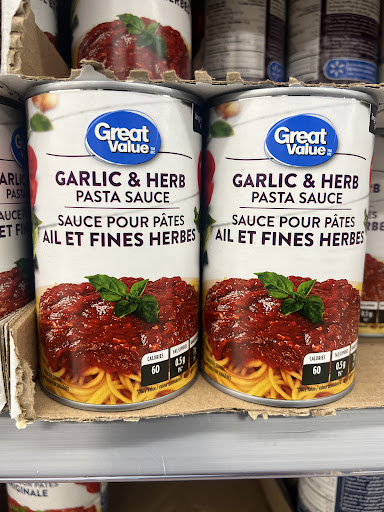 Great
Value
GARLIC & HERB
PASTA SAUCE
SAUCE POUR PÂTES
AIL ET FINES HERBES
CALORIES
60
0.5 g
Great
Value
GARLIC & HERB
PASTA SAUCE
SAUCE POUR PÂTES
AIL ET FINES HERBES
CALORIES
60
0.5 g